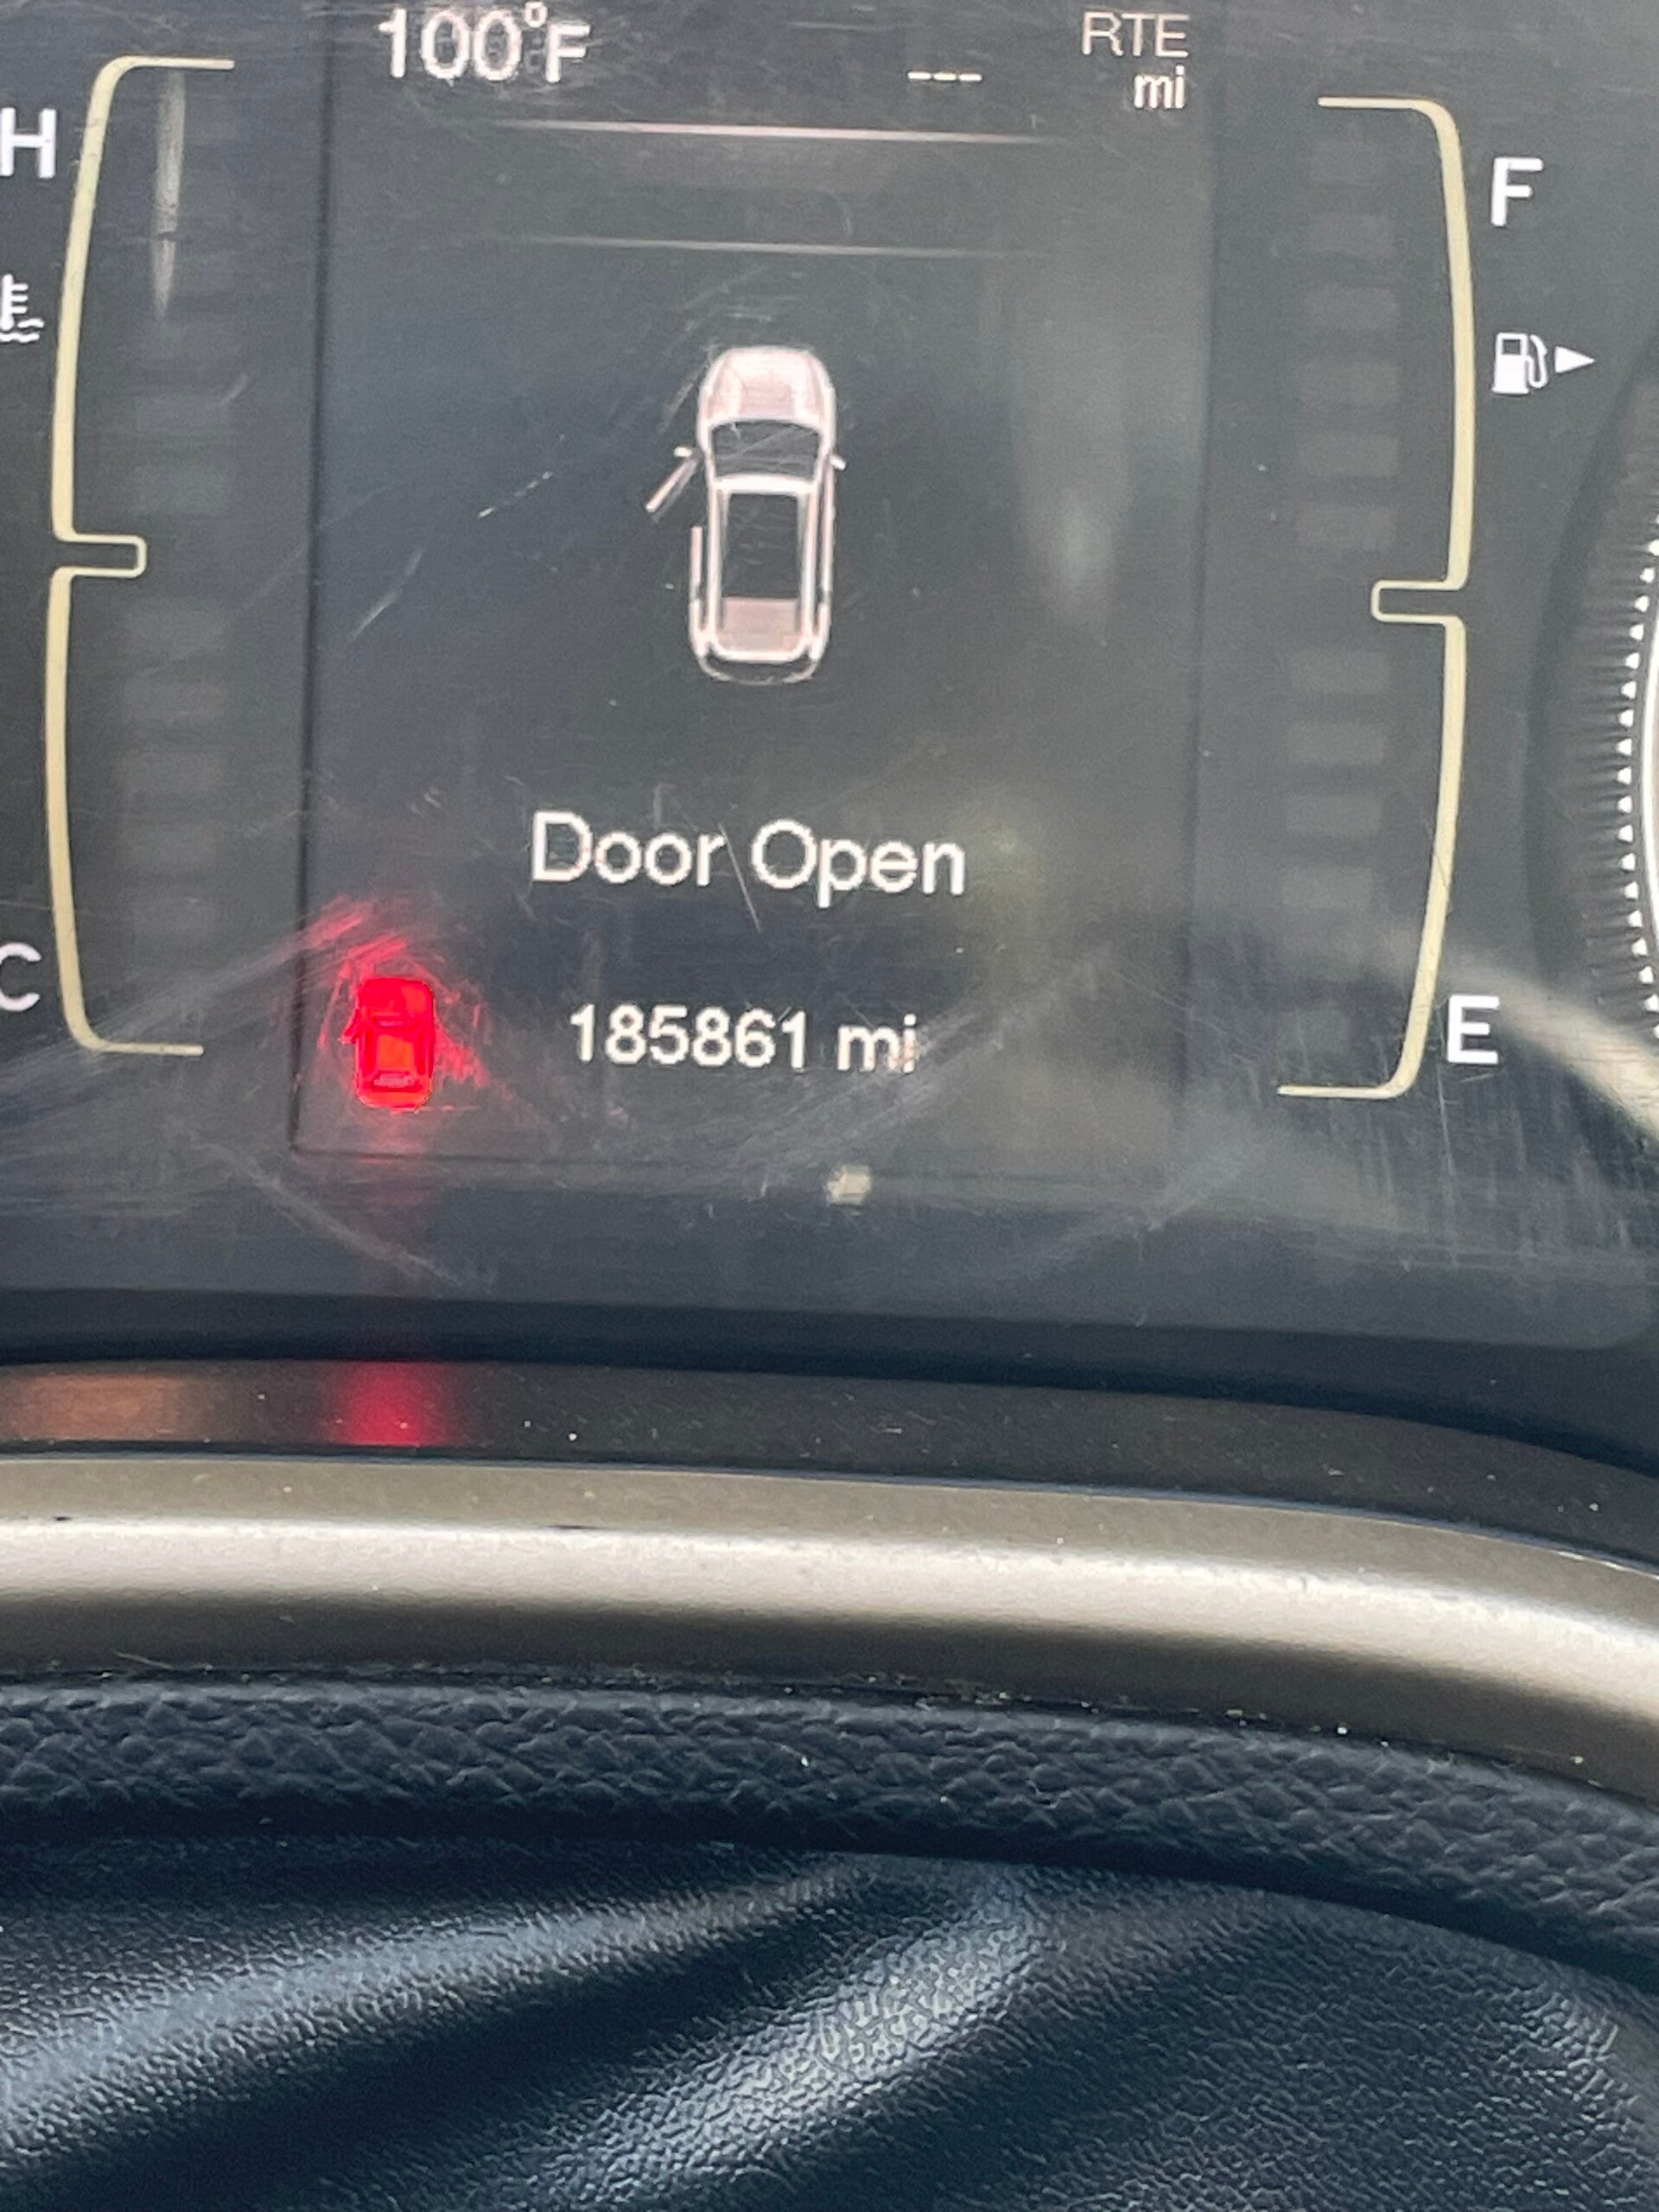 100°F
--- RTE
mi
H
F
Door Open
C
185861 mi
E